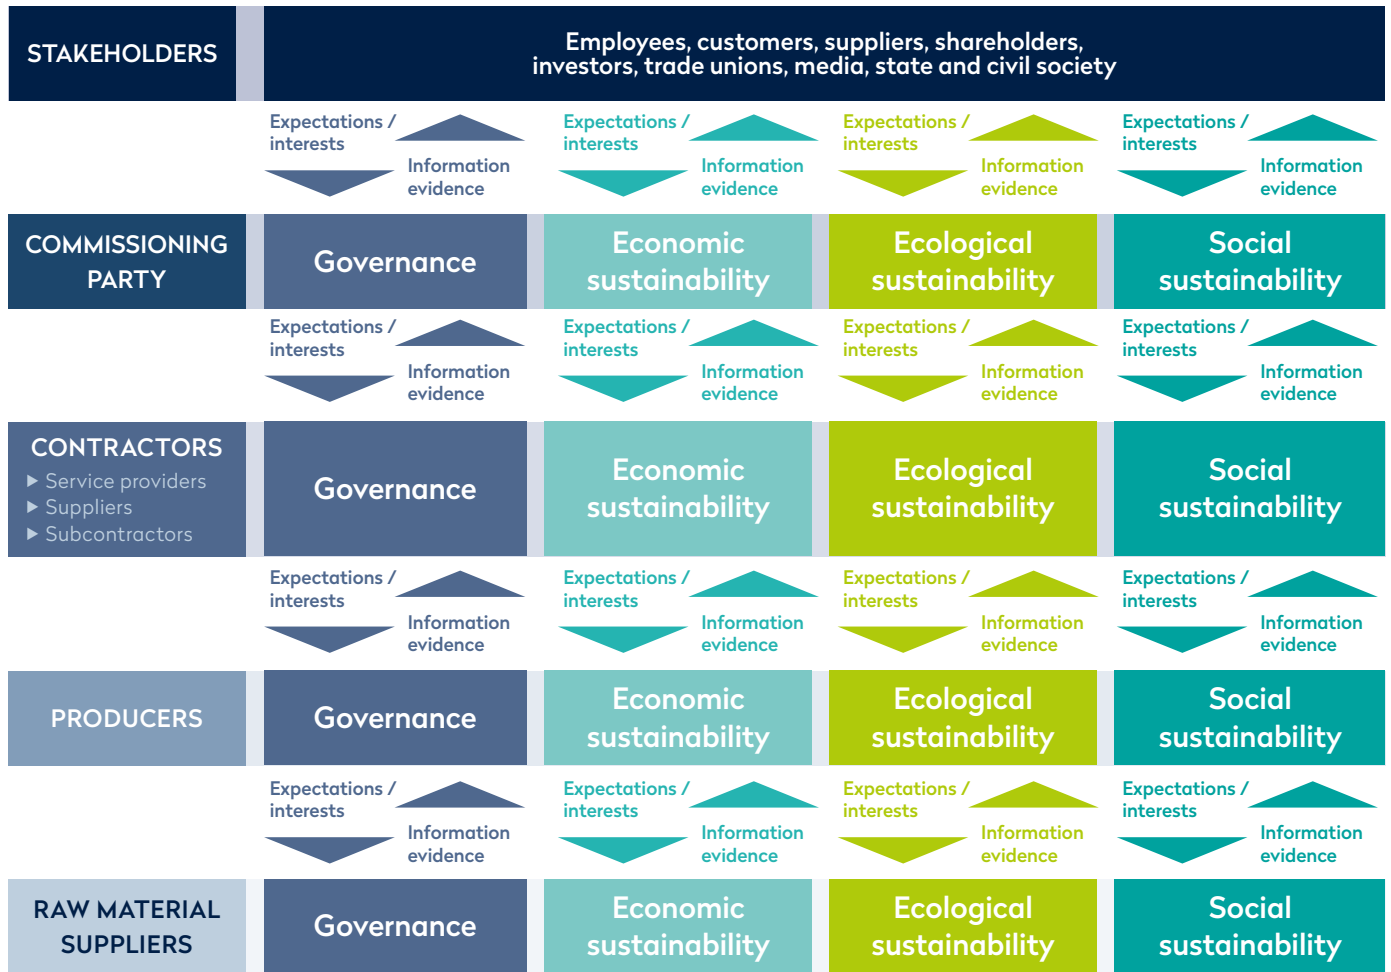 STAKEHOLDERS
Employees, customers, suppliers, shareholders,
investors, trade unions, media, state and civil society
Expectations /
interests
Information
evidence
Expectations /
interests
Information
evidence
Expectations /
interests
Information
evidence
Expectations /
interests
Information
evidence
COMMISSIONING
PARTY
Governance
Economic
sustainability
Ecological
sustainability
Social
sustainability
Expectations /
interests
Information
evidence
Expectations /
interests
Information
evidence
Expectations /
interests
Information
evidence
Expectations /
interests
Information
evidence
CONTRACTORS
▶ Service providers
▶ Suppliers
▶ Subcontractors
Governance
Economic
sustainability
Ecological
sustainability
Social
sustainability
Expectations /
interests
Information
evidence
Expectations /
interests
Information
evidence
Expectations /
interests
Information
evidence
Expectations /
interests
Information
evidence
PRODUCERS
Governance
Economic
sustainability
Ecological
sustainability
Social
sustainability
Expectations /
interests
Information
evidence
Expectations /
interests
Information
evidence
Expectations /
interests
Information
evidence
Expectations /
interests
Information
evidence
RAW MATERIAL
SUPPLIERS
Governance
Economic
sustainability
Ecological
sustainability
Social
sustainability